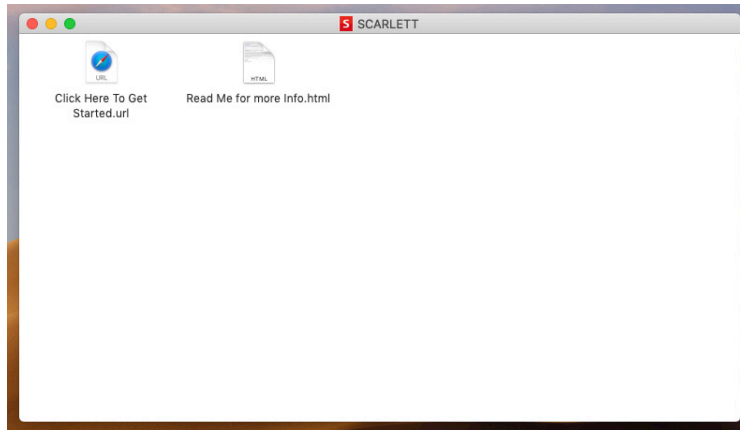 S SCARLETT
URL
HTML
Click Here To Get
Started.url
Read Me for more Info.html